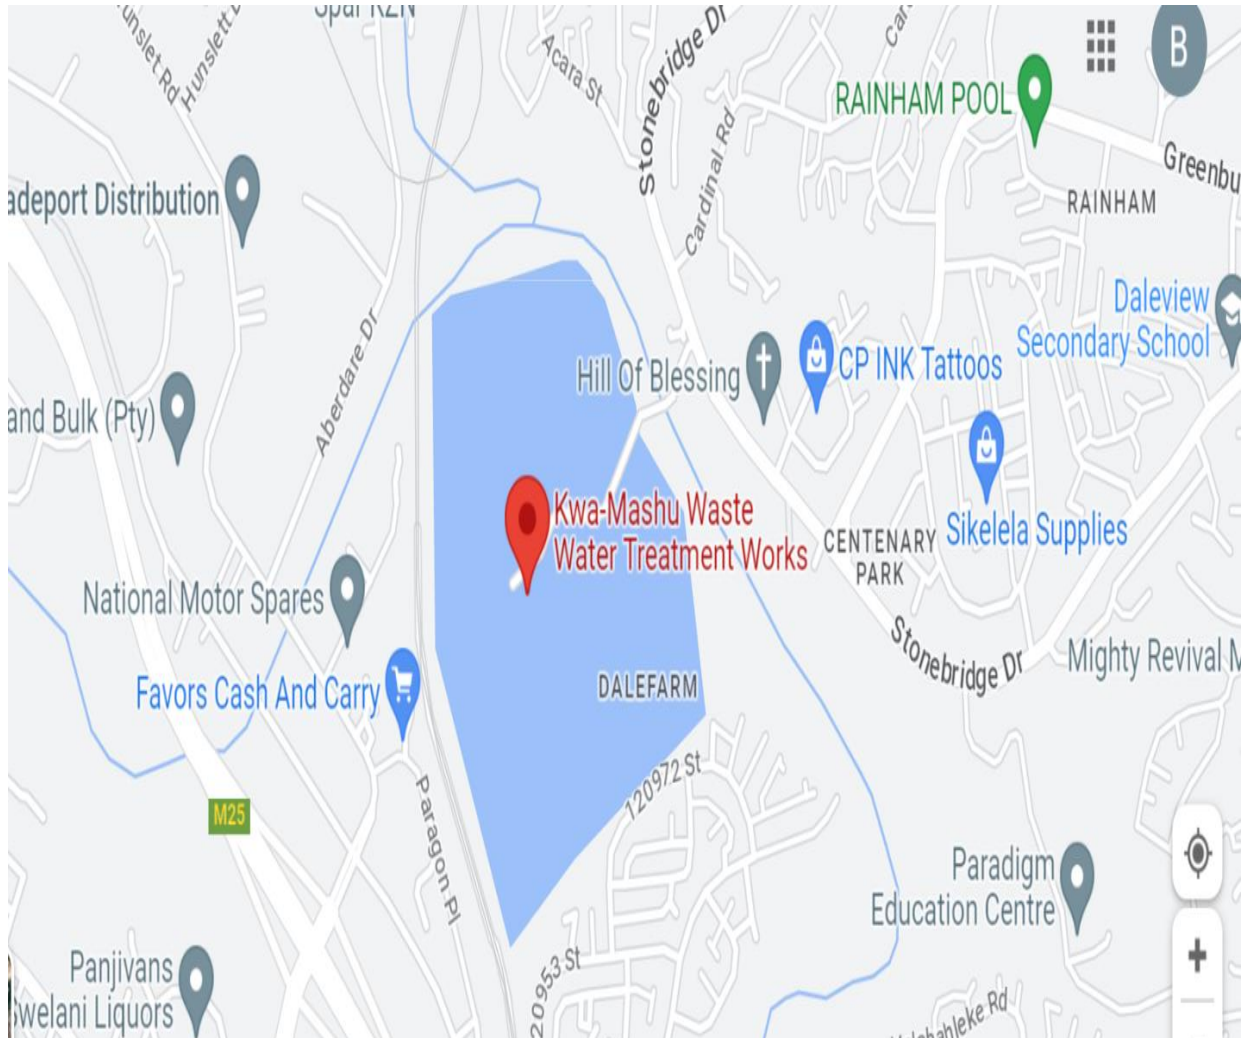 Spar KZN
Hunslet Rd
Hunslett
Acara St
Stonebridge Dr
Cardinal Rd
B
RAINHAM POOL
Greenbu
RAINHAM
adeport Distribution
Daleview
Secondary School
Aberdare Dr
Hill Of Blessing
CP INK Tattoos
and Bulk (Pty)
Kwa-Mashu Waste
Water Treatment Works
CENTENARY
PARK
Sikelela Supplies
National Motor Spares
Stonebridge Dr
Mighty Revival M
Favors Cash And Carry
DALEFARM
120972 St
M25
Paragon Pl
Paradigm
Education Centre
Panjivans
Swelani Liquors
20953 St
+